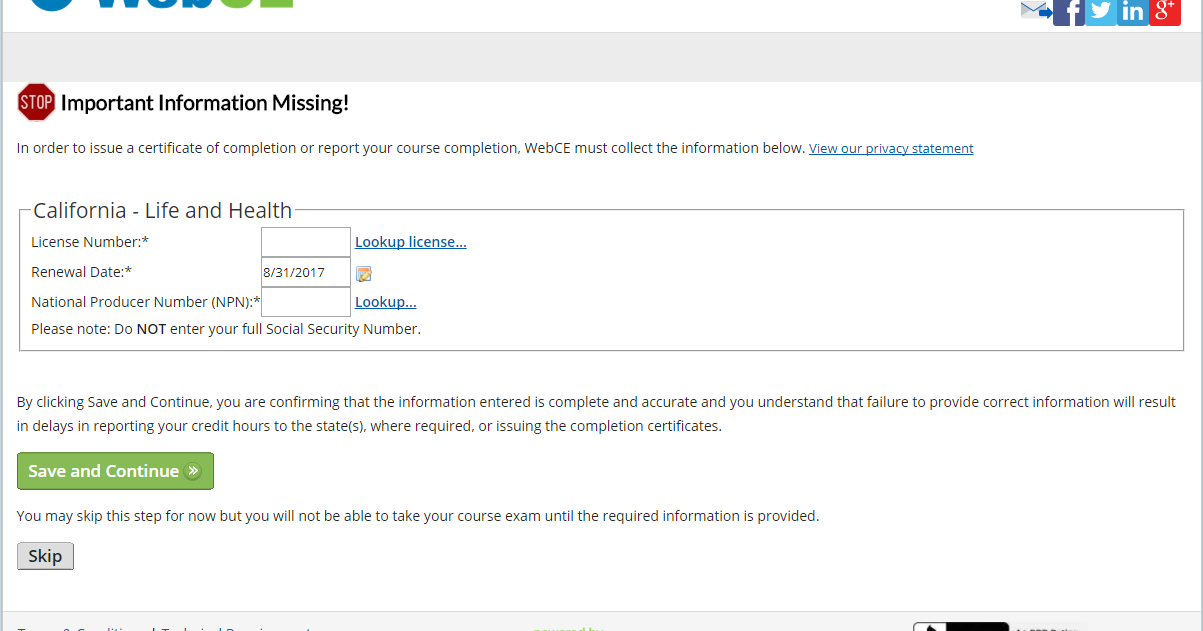 WebCE
f in g+
STOP Important Information Missing!
In order to issue a certificate of completion or report your course completion, WebCE must collect the information below. View our privacy statement
California - Life and Health
License Number:* Lookup license...
Renewal Date:* 8/31/2017
National Producer Number (NPN):* Lookup...
Please note: Do NOT enter your full Social Security Number.
By clicking Save and Continue, you are confirming that the information entered is complete and accurate and you understand that failure to provide correct information will result
in delays in reporting your credit hours to the state(s), where required, or issuing the completion certificates.
Save and Continue »
You may skip this step for now but you will not be able to take your course exam until the required information is provided.
Skip
Terms & Conditions | Technical Requirements powered by